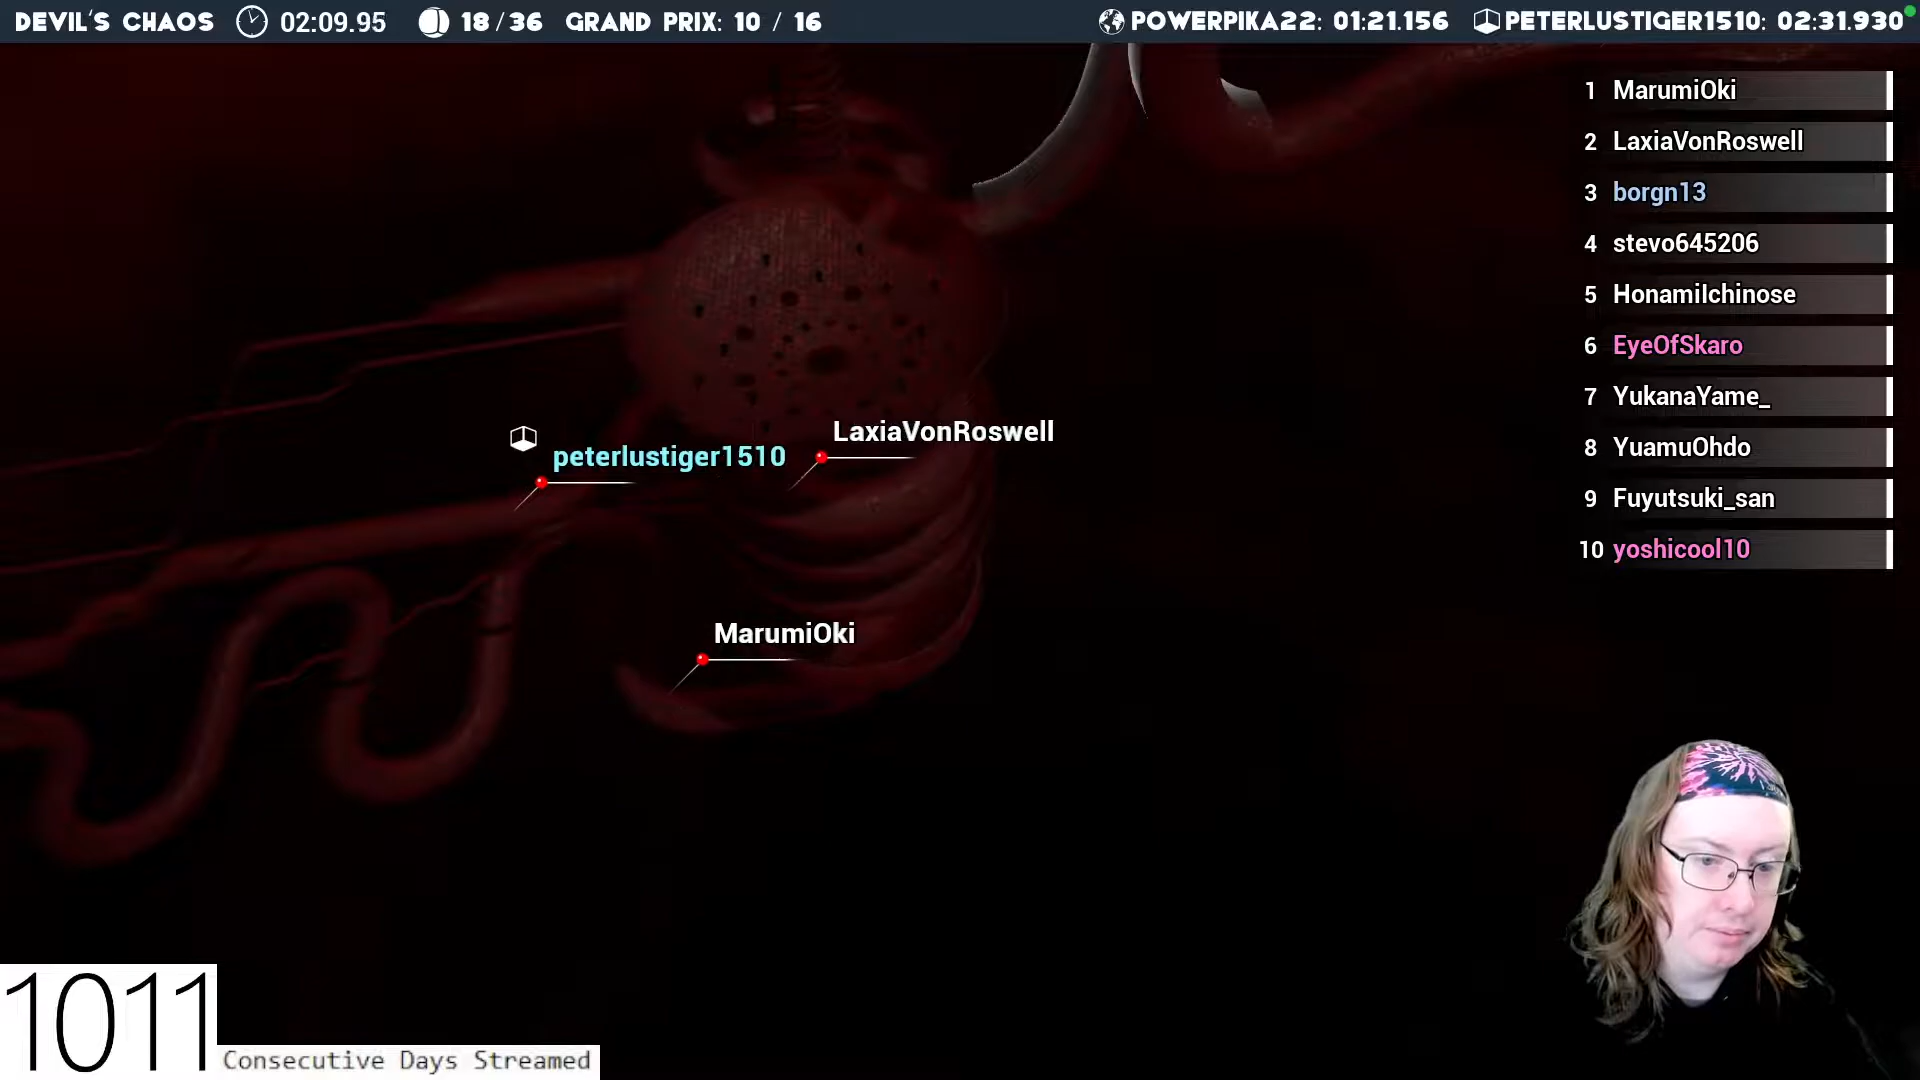 DEVIL'S CHAOS 02:09.95 18/36 GRAND PRIX: 10 / 16 POWERPIKA22: 01:21.156 PETERLUSTIGER1510: 02:31.930
1 MarumiOki
2 LaxiaVonRoswell
3 borgn13
4 stevo645206
5 HonamiIchinose
6 EyeOfSkaro
7 YukanaYame_
8 YuamuOhdo
9 Fuyutsuki_san
10 yoshicool10
LaxiaVonRoswell
peterlustiger1510
MarumiOki
1011
Consecutive Days Streamed